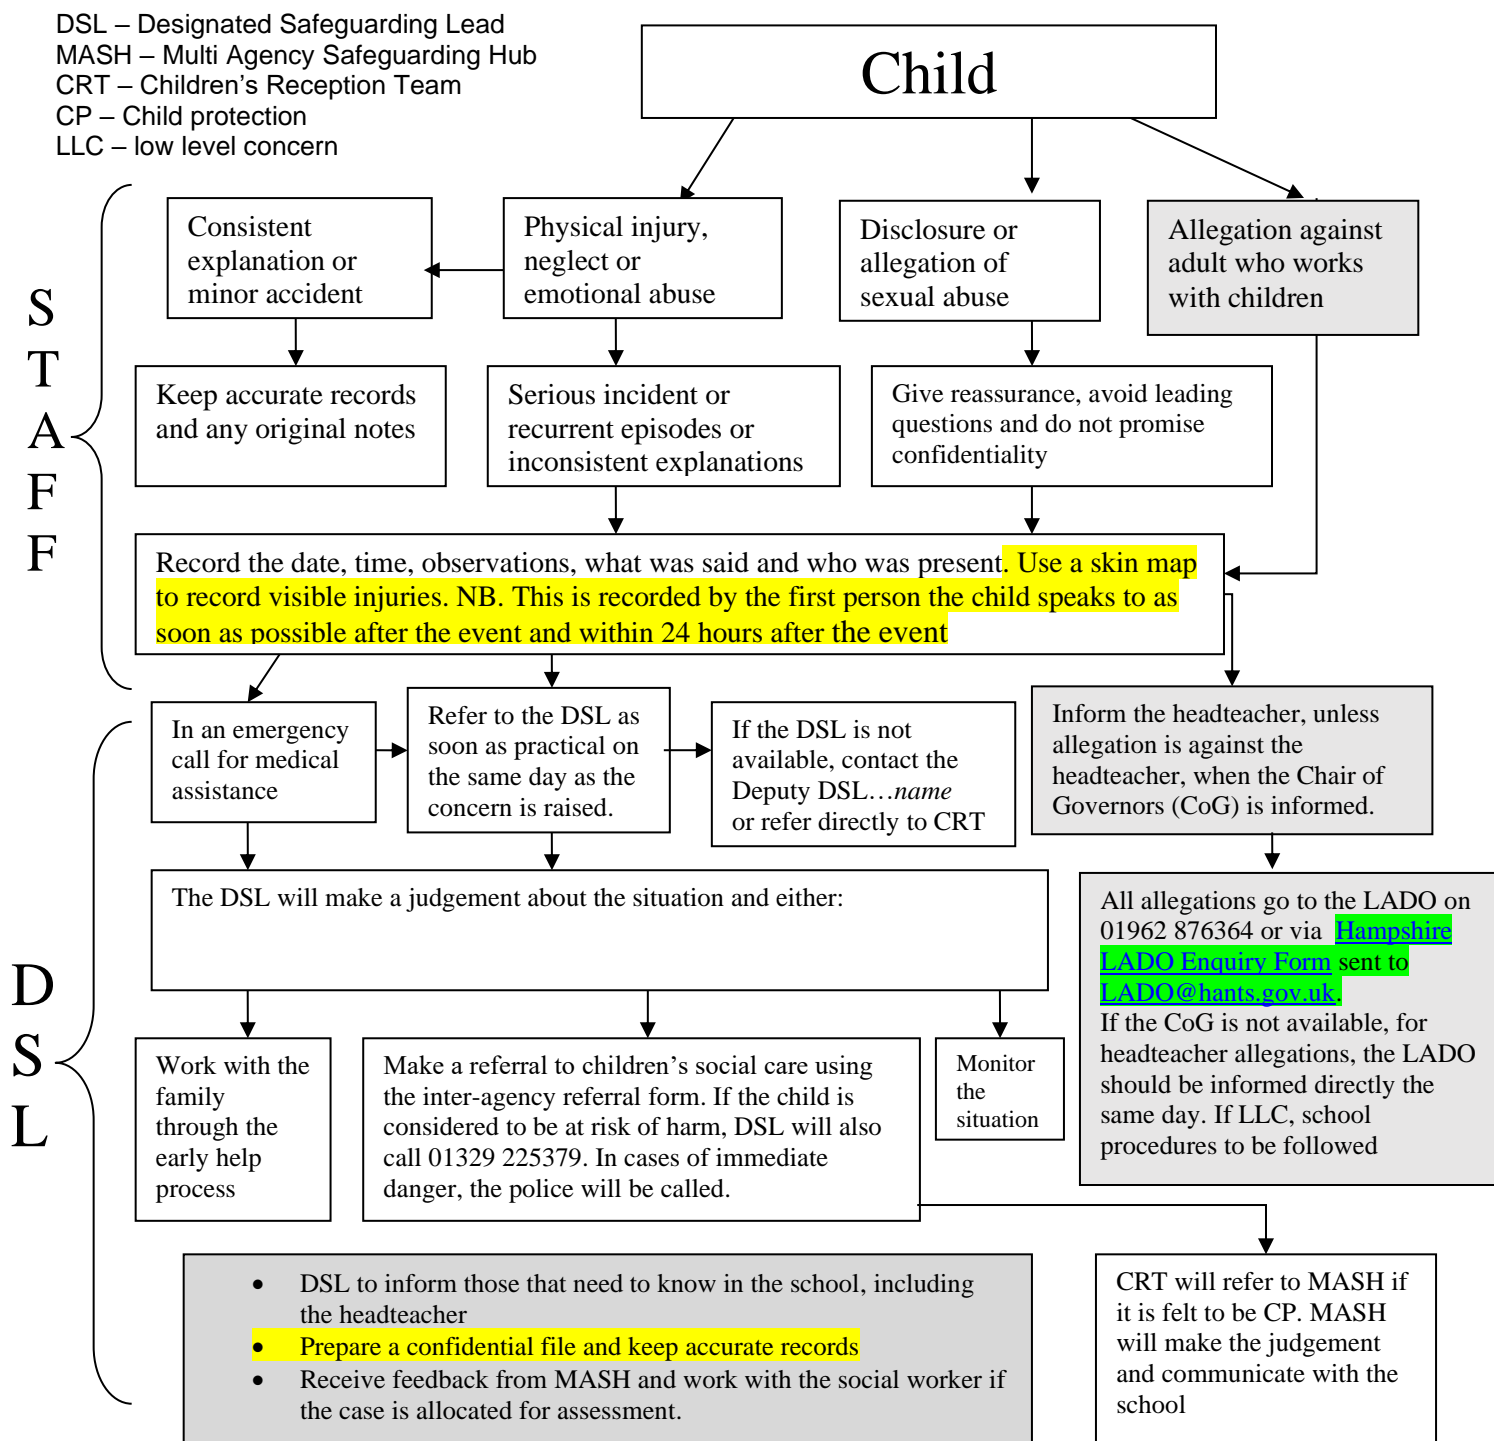 DSL – Designated Safeguarding Lead
MASH – Multi Agency Safeguarding Hub
CRT – Children's Reception Team
CP – Child protection
LLC – low level concern
Child
S
T
A
F
F
Consistent
explanation or
minor accident
Physical injury,
neglect or
emotional abuse
Disclosure or
allegation of
sexual abuse
Allegation against
adult who works
with children
Keep accurate records
and any original notes
Serious incident or
recurrent episodes or
inconsistent explanations
Give reassurance, avoid leading
questions and do not promise
confidentiality
Record the date, time, observations, what was said and who was present. Use a skin map
to record visible injuries. NB. This is recorded by the first person the child speaks to as
soon as possible after the event and within 24 hours after the event
D
S
L
In an emergency
call for medical
assistance
Refer to the DSL as
soon as practical on
the same day as the
concern is raised.
If the DSL is not
available, contact the
Deputy DSL…name
or refer directly to CRT
Inform the headteacher, unless
allegation is against the
headteacher, when the Chair of
Governors (CoG) is informed.
The DSL will make a judgement about the situation and either:
All allegations go to the LADO on
01962 876364 or via Hampshire
LADO Enquiry Form sent to
LADO@hants.gov.uk.
If the CoG is not available, for
headteacher allegations, the LADO
should be informed directly the
same day. If LLC, school
procedures to be followed
Work with the
family
through the
early help
process
Make a referral to children's social care using
the inter-agency referral form. If the child is
considered to be at risk of harm, DSL will also
call 01329 225379. In cases of immediate
danger, the police will be called.
Monitor
the
situation
• DSL to inform those that need to know in the school, including
the headteacher
• Prepare a confidential file and keep accurate records
• Receive feedback from MASH and work with the social worker if
the case is allocated for assessment.
CRT will refer to MASH if
it is felt to be CP. MASH
will make the judgement
and communicate with the
school